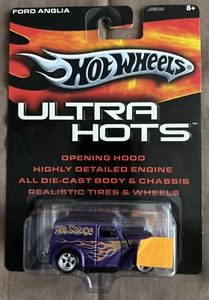 FORD ANGLIA
8+
HOT WHEELS
ULTRA
HOTS
OPENING HOOD
HIGHLY DETAILED ENGINE
ALL DIE-CAST BODY & CHASSIS
REALISTIC TIRES & WHEELS
Hot Sauce